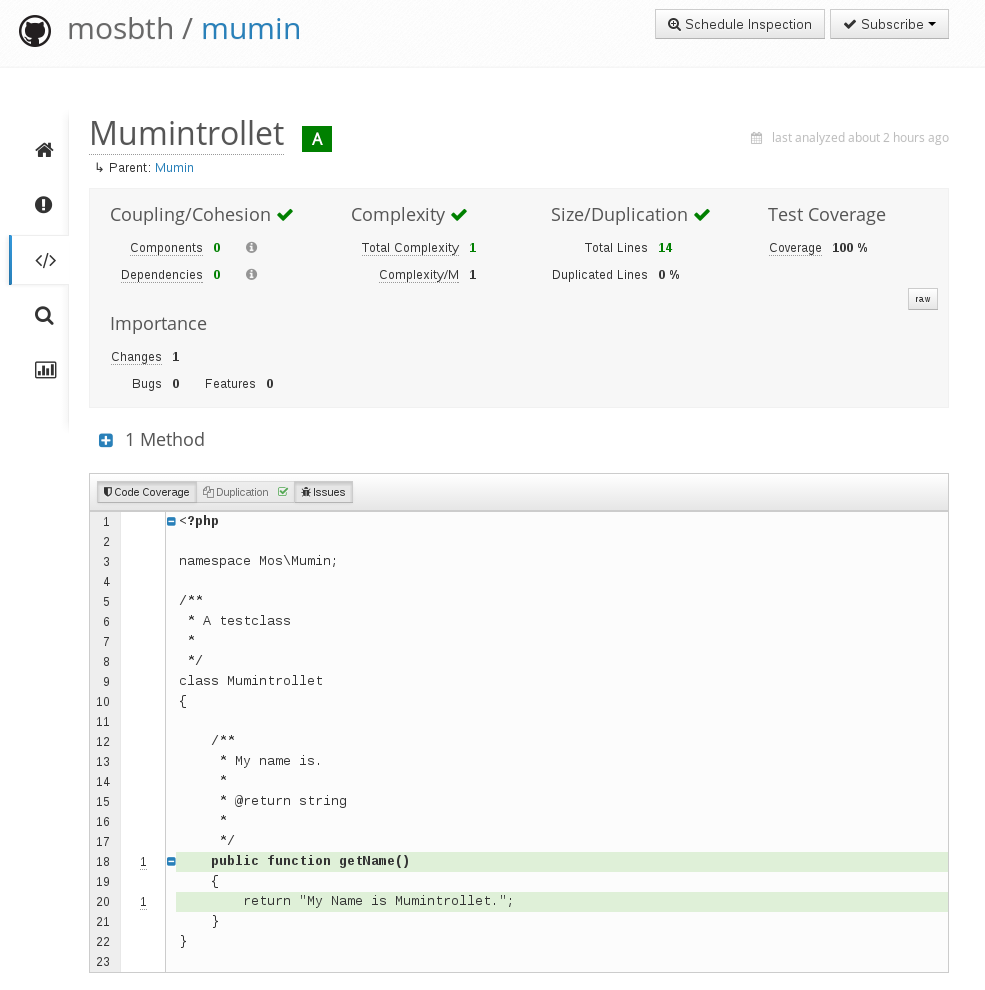 mosbth / mumin
Schedule Inspection
Subscribe
Mumintrollet A
last analyzed about 2 hours ago
↳ Parent: Mumin
Coupling/Cohesion
Components 0
Dependencies 0
Complexity
Total Complexity 1
Complexity/M 1
Size/Duplication
Total Lines 14
Duplicated Lines 0 %
Test Coverage
Coverage 100 %
raw
Importance
Changes 1
Bugs 0 Features 0
1 Method
Code Coverage Duplication Issues
1 <?php
2
3 namespace Mos\Mumin;
4
5 /**
6  * A testclass
7  *
8  */
9 class Mumintrollet
10 {
11
12     /**
13      * My name is.
14      *
15      * @return string
16      *
17      */
18 1     public function getName()
19     {
20 1         return "My Name is Mumintrollet.";
21     }
22 }
23